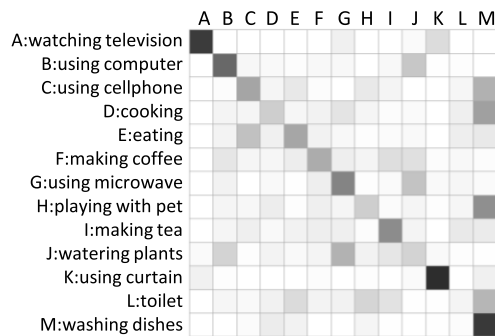 A B C D E F G H I J K L M
A:watching television
B:using computer
C:using cellphone
D:cooking
E:eating
F:making coffee
G:using microwave
H:playing with pet
I:making tea
J:watering plants
K:using curtain
L:toilet
M:washing dishes